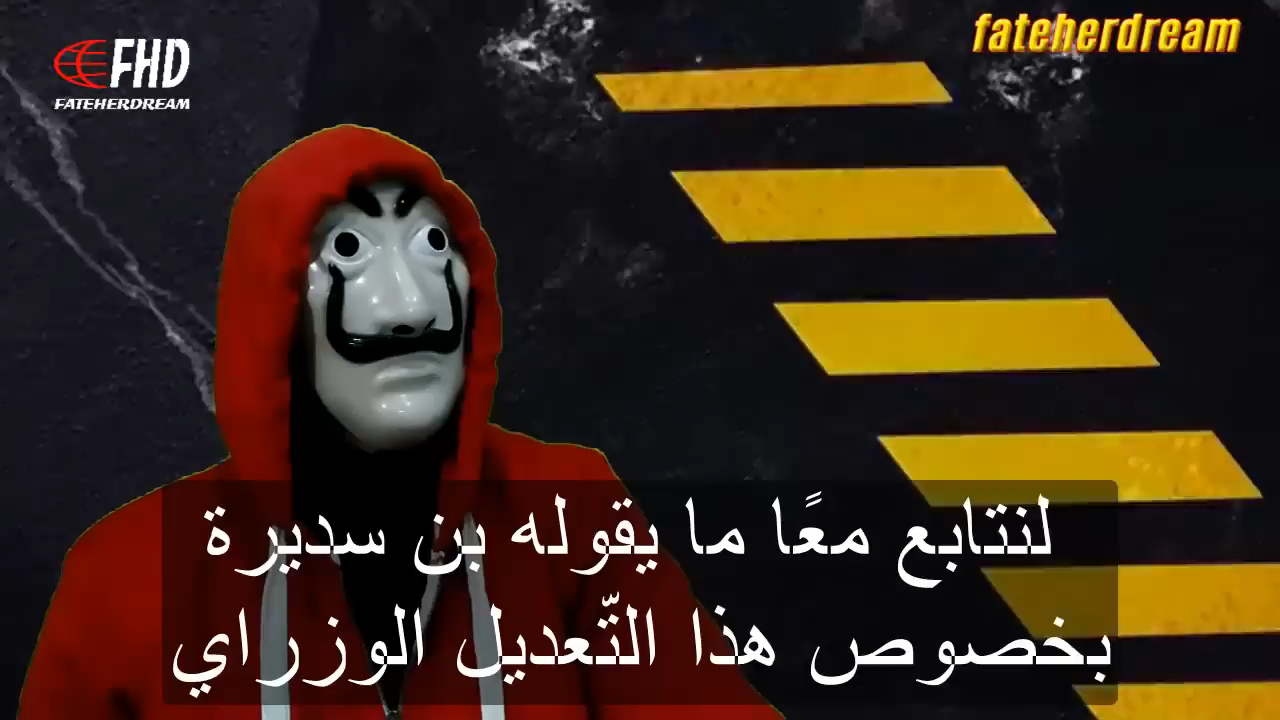 FHD
FATEHERDREAM
fateherdream
لنتابع معًا ما يقوله بن سديرة
بخصوص هذا التّعديل الوزراي